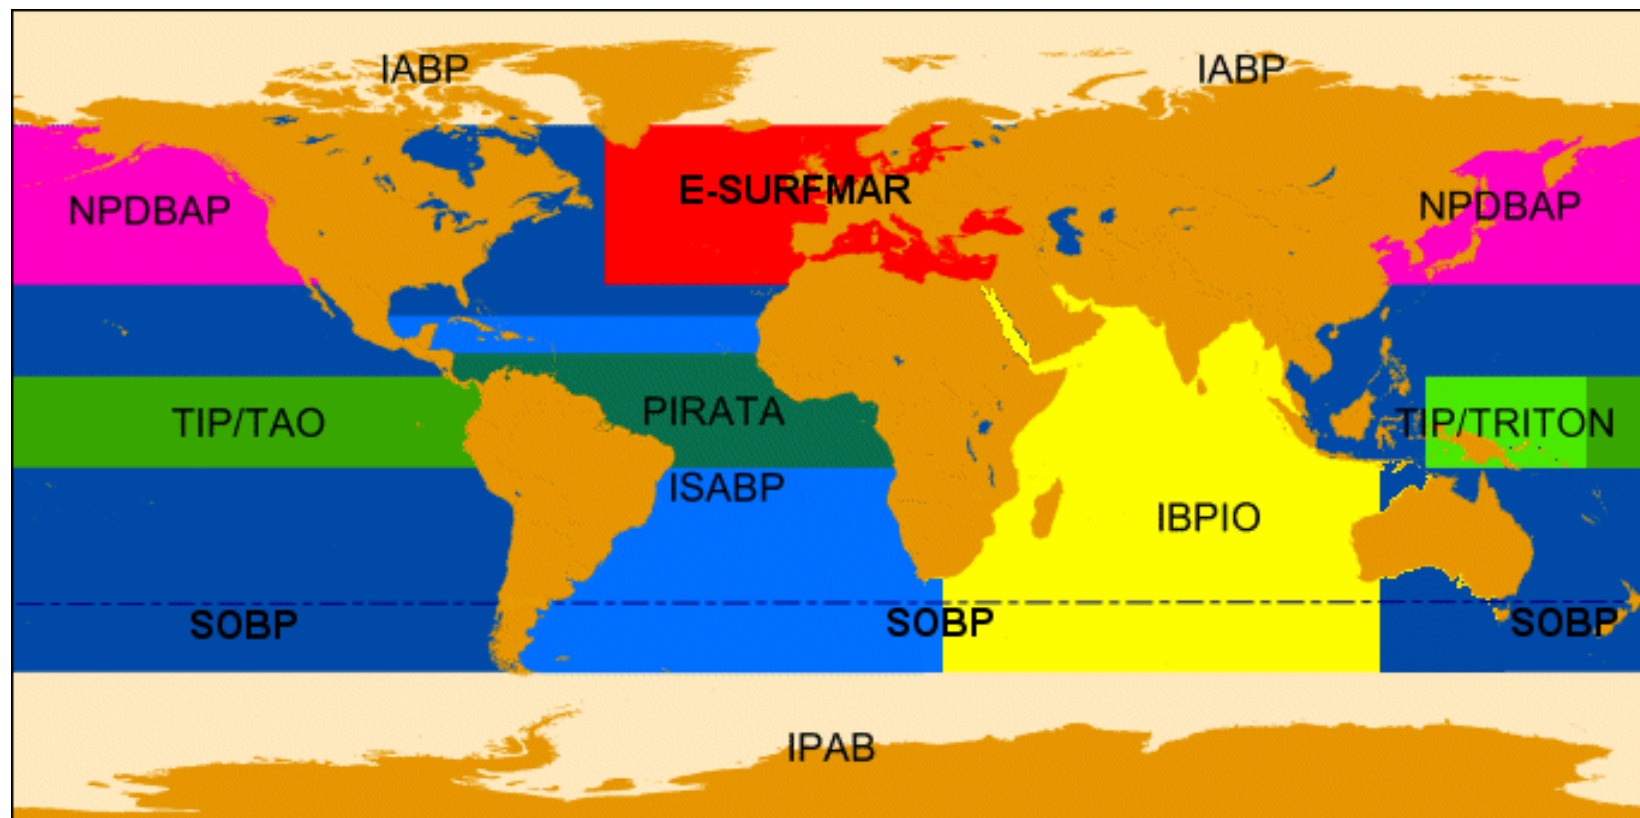 IABP
IABP
E-SURFMAR
NPDBAP
NPDBAP
TIP/TAO
PIRATA
TIP/TRITON
ISABP
IBPIO
SOBP
SOBP
SOBP
IPAB